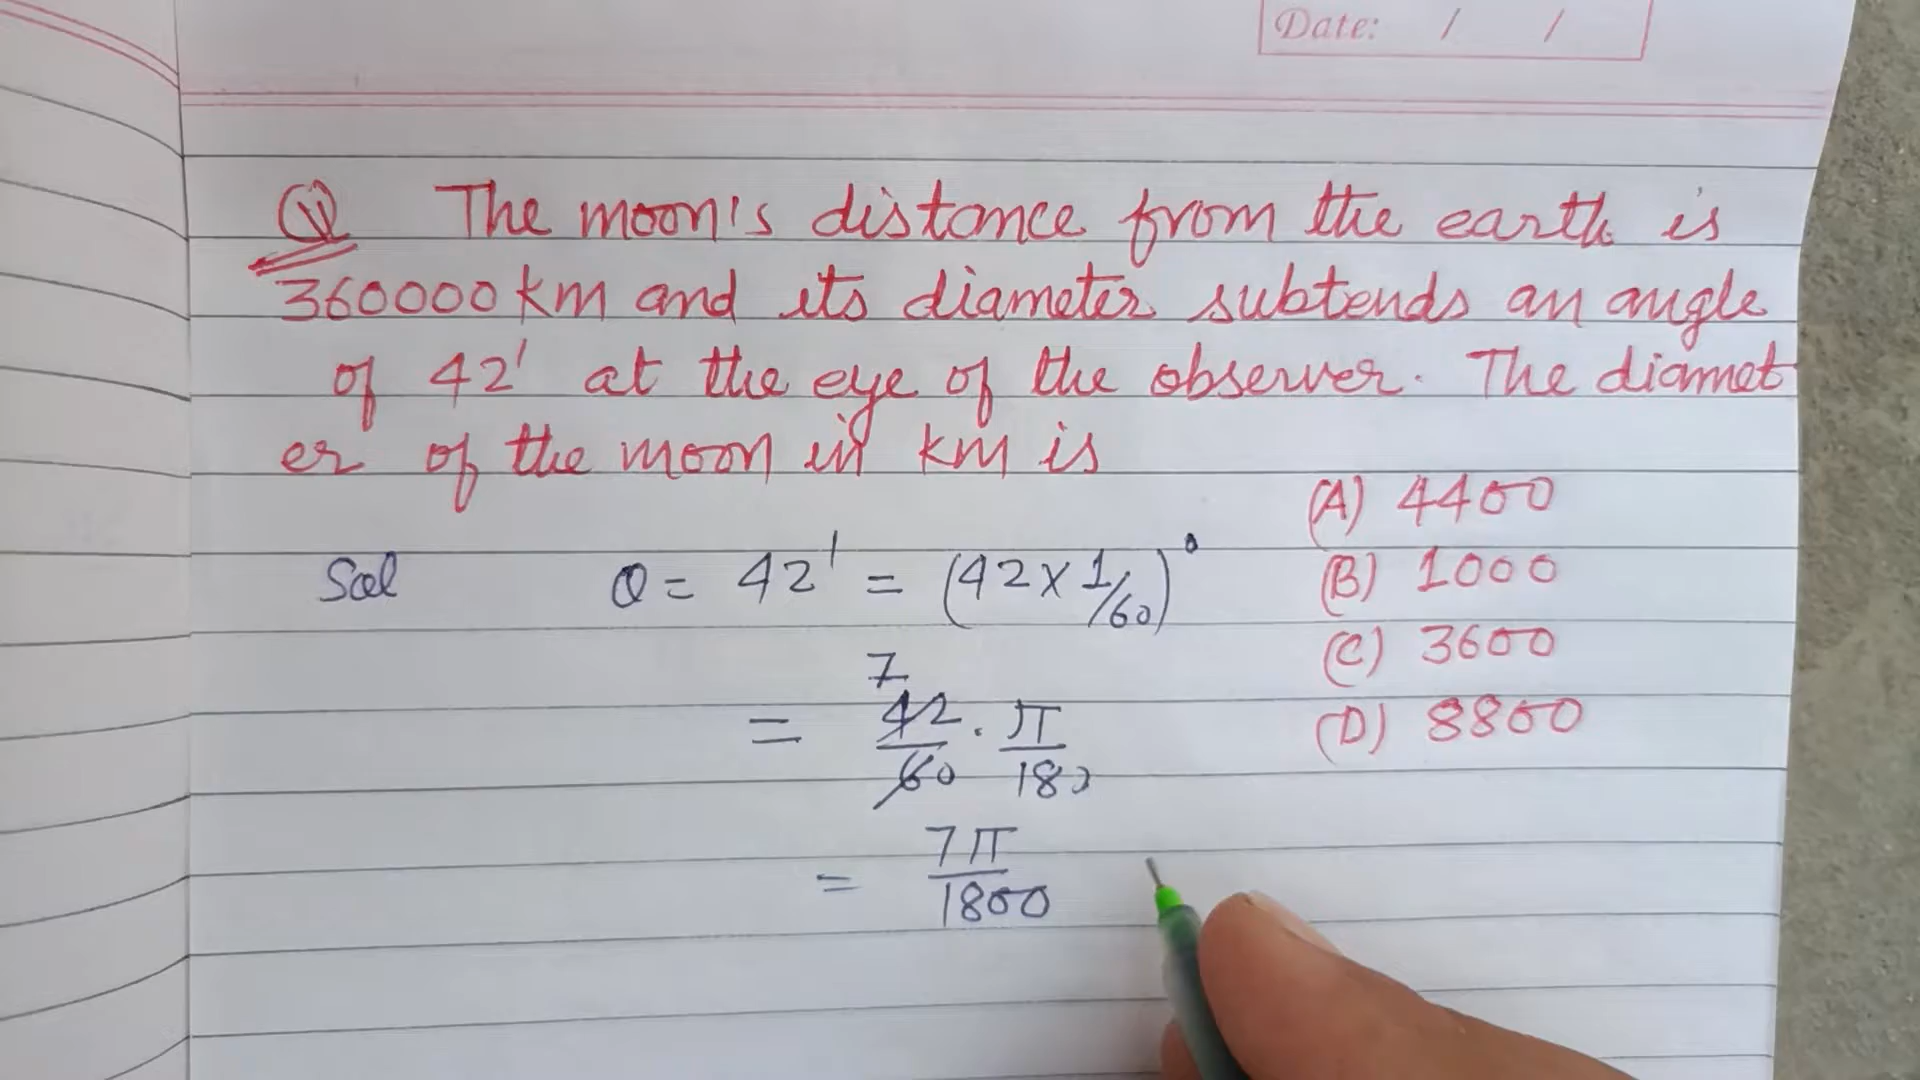 Date: / /
Q The moon's distance from the earth is
360000 km and its diameter subtends an angle
of 42' at the eye of the observer. The diamet
er of the moon in km is
(A) 4400
(B) 1000
(C) 3600
(D) 8800
Sol θ = 42' = (42 × 1/60)°
7
= 42/60 . π/180
= 7π/1800